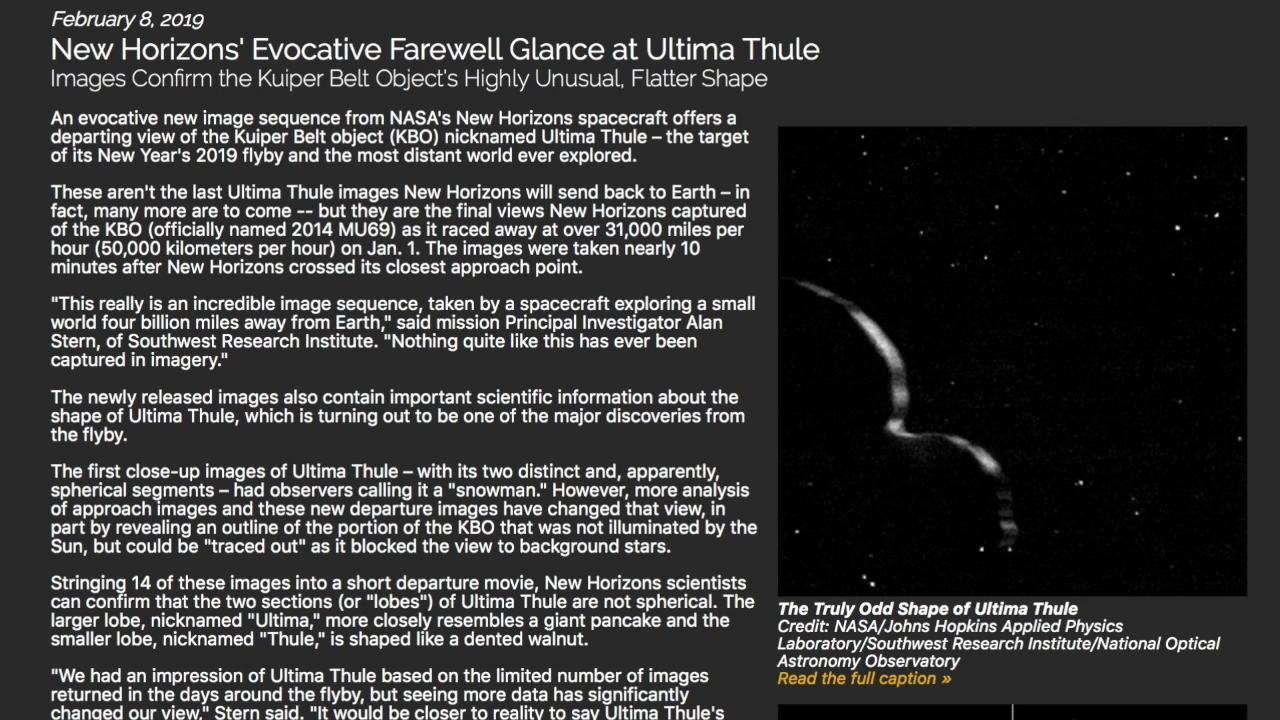 February 8, 2019
New Horizons' Evocative Farewell Glance at Ultima Thule
Images Confirm the Kuiper Belt Object's Highly Unusual, Flatter Shape
An evocative new image sequence from NASA's New Horizons spacecraft offers a
departing view of the Kuiper Belt object (KBO) nicknamed Ultima Thule – the target
of its New Year's 2019 flyby and the most distant world ever explored.
These aren't the last Ultima Thule images New Horizons will send back to Earth – in
fact, many more are to come -- but they are the final views New Horizons captured
of the KBO (officially named 2014 MU69) as it raced away at over 31,000 miles per
hour (50,000 kilometers per hour) on Jan. 1. The images were taken nearly 10
minutes after New Horizons crossed its closest approach point.
"This really is an incredible image sequence, taken by a spacecraft exploring a small
world four billion miles away from Earth," said mission Principal Investigator Alan
Stern, of Southwest Research Institute. "Nothing quite like this has ever been
captured in imagery."
The newly released images also contain important scientific information about the
shape of Ultima Thule, which is turning out to be one of the major discoveries from
the flyby.
The first close-up images of Ultima Thule – with its two distinct and, apparently,
spherical segments – had observers calling it a "snowman." However, more analysis
of approach images and these new departure images have changed that view, in
part by revealing an outline of the portion of the KBO that was not illuminated by the
Sun, but could be "traced out" as it blocked the view to background stars.
Stringing 14 of these images into a short departure movie, New Horizons scientists
can confirm that the two sections (or "lobes") of Ultima Thule are not spherical. The
larger lobe, nicknamed "Ultima," more closely resembles a giant pancake and the
smaller lobe, nicknamed "Thule," is shaped like a dented walnut.
"We had an impression of Ultima Thule based on the limited number of images
returned in the days around the flyby, but seeing more data has significantly
changed our view," Stern said. "It would be closer to reality to say Ultima Thule's
The Truly Odd Shape of Ultima Thule
Credit: NASA/Johns Hopkins Applied Physics
Laboratory/Southwest Research Institute/National Optical
Astronomy Observatory
Read the full caption »